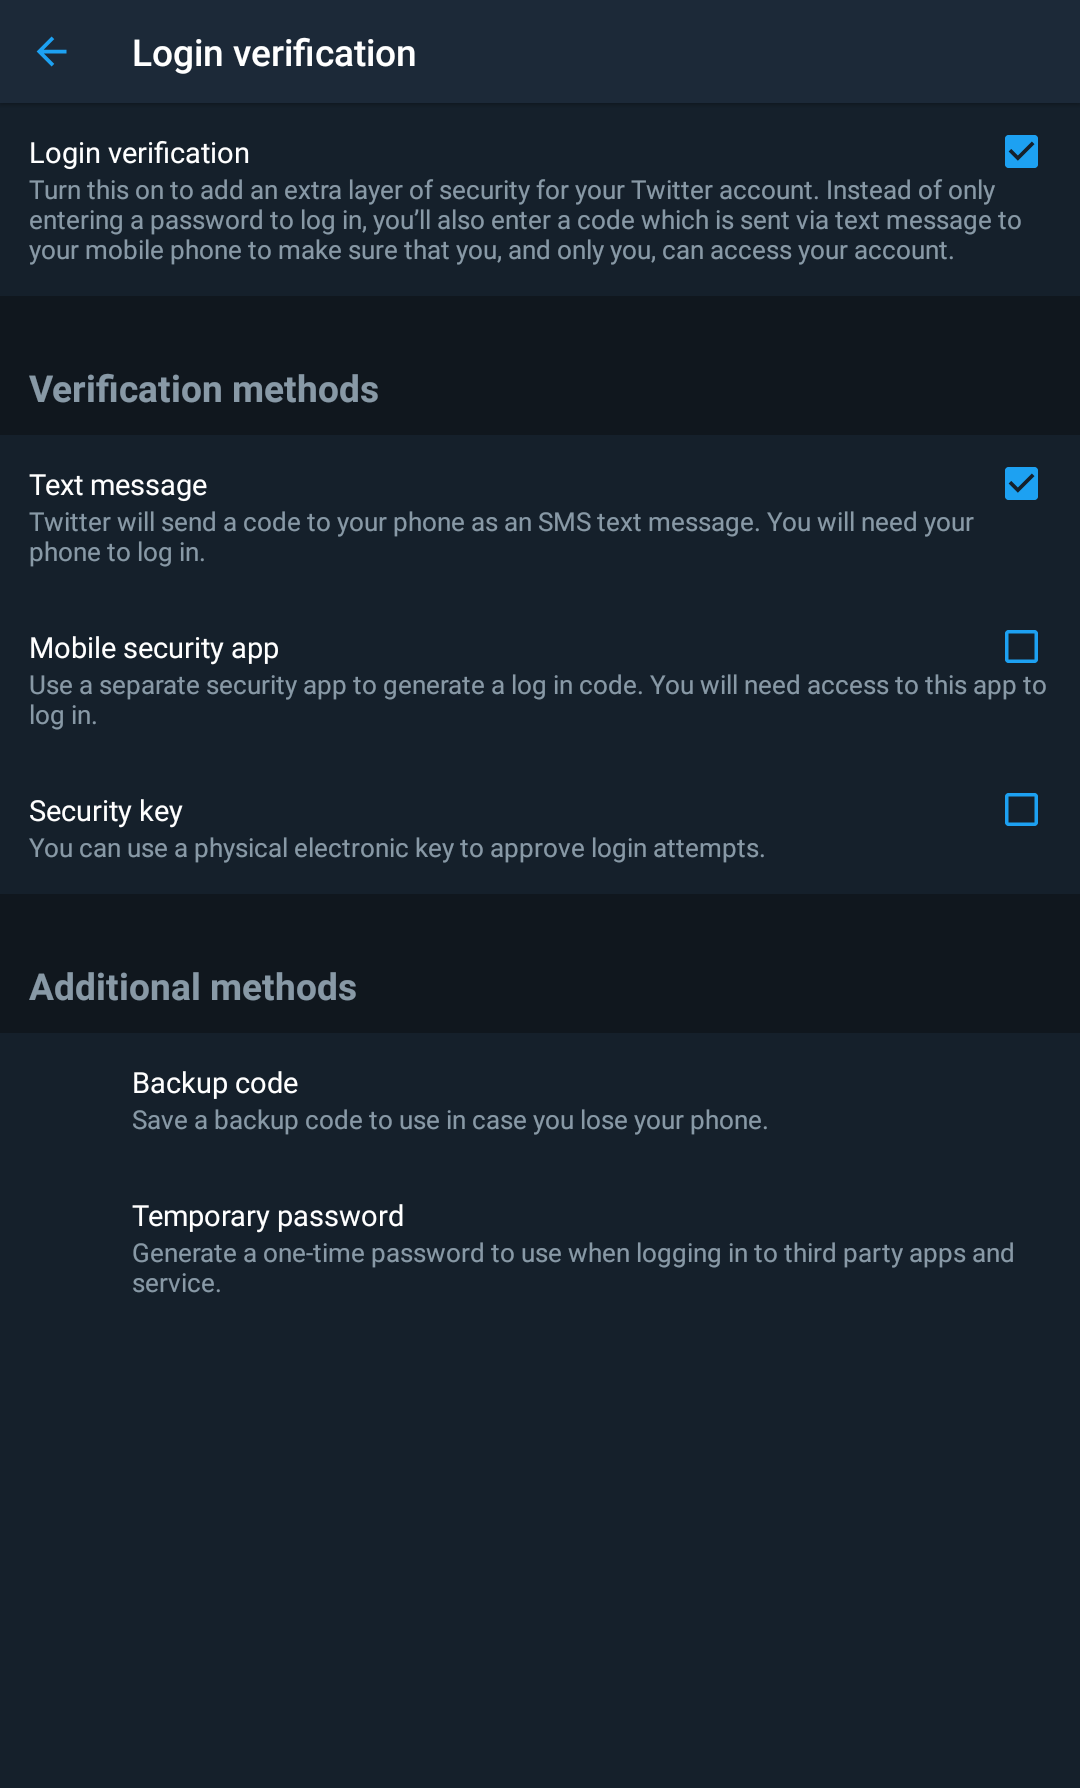 Login verification
Login verification
Turn this on to add an extra layer of security for your Twitter account. Instead of only
entering a password to log in, you’ll also enter a code which is sent via text message to
your mobile phone to make sure that you, and only you, can access your account.
Verification methods
Text message
Twitter will send a code to your phone as an SMS text message. You will need your
phone to log in.
Mobile security app
Use a separate security app to generate a log in code. You will need access to this app to
log in.
Security key
You can use a physical electronic key to approve login attempts.
Additional methods
Backup code
Save a backup code to use in case you lose your phone.
Temporary password
Generate a one-time password to use when logging in to third party apps and
service.